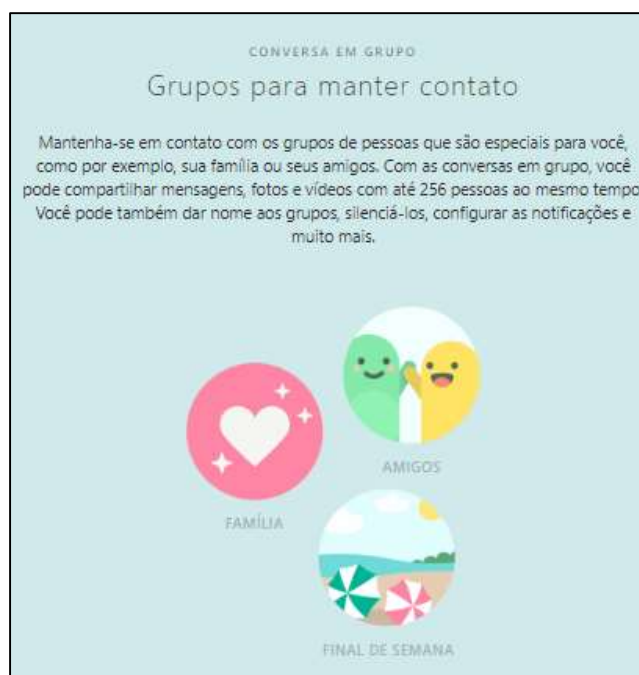 CONVERSA EM GRUPO
Grupos para manter contato
Mantenha-se em contato com os grupos de pessoas que são especiais para você,
como por exemplo, sua família ou seus amigos. Com as conversas em grupo, você
pode compartilhar mensagens, fotos e vídeos com até 256 pessoas ao mesmo tempo
Você pode também dar nome aos grupos, silenciá-los, configurar as notificações e
muito mais.
AMIGOS
FAMÍLIA
FINAL DE SEMANA